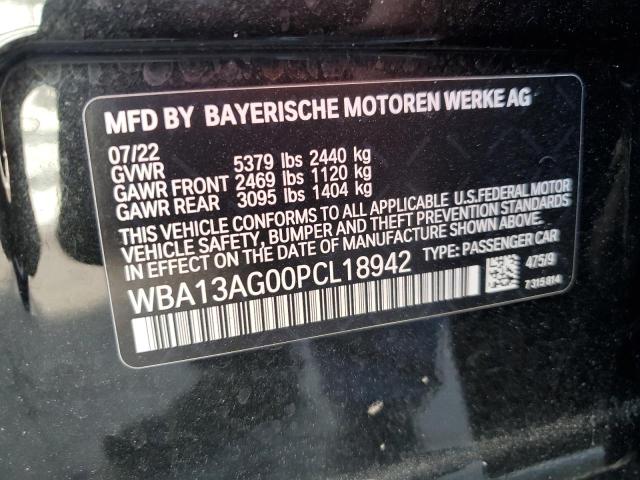 MFD BY BAYERISCHE MOTOREN WERKE AG
07/22
GVWR 5379 lbs 2440 kg
GAWR FRONT 2469 lbs 1120 kg
GAWR REAR 3095 lbs 1404 kg
THIS VEHICLE CONFORMS TO ALL APPLICABLE U.S.FEDERAL MOTOR
VEHICLE SAFETY, BUMPER AND THEFT PREVENTION STANDARDS
IN EFFECT ON THE DATE OF MANUFACTURE SHOWN ABOVE.
WBA13AG00PCL18942 TYPE: PASSENGER CAR
475/9
7315814